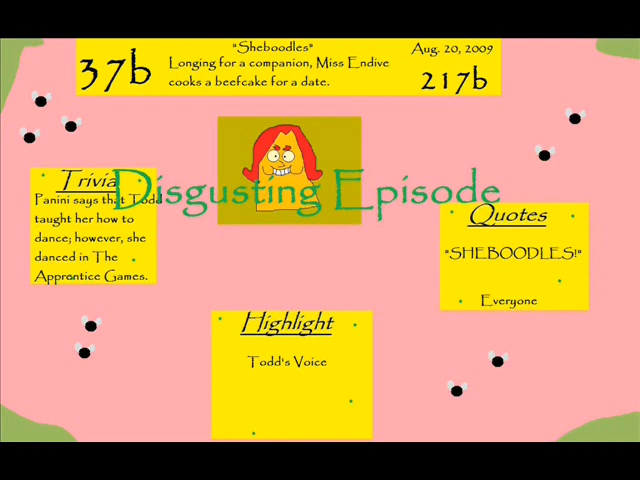 37b
"Sheboodles"
Longing for a companion, Miss Endive
cooks a beefcake for a date.
Aug. 20, 2009
217b
Disgusting Episode
Trivia
Panini says that Todd
taught her how to
dance; however, she
danced in The
Apprentice Games.
Quotes
"SHEBOODLES!"
Everyone
Highlight
Todd's Voice